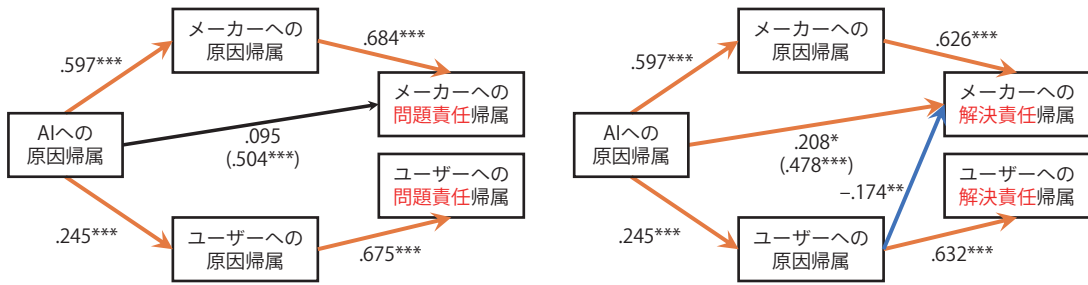 メーカーへの
原因帰属
.597***
.684***
メーカーへの
問題責任帰属
AIへの
原因帰属
.095
(.504***)
ユーザーへの
問題責任帰属
.245***
ユーザーへの
原因帰属
.675***
メーカーへの
原因帰属
.597***
.626***
メーカーへの
解決責任帰属
AIへの
原因帰属
.208*
(.478***)
ユーザーへの
解決責任帰属
−.174**
.245***
ユーザーへの
原因帰属
.632***